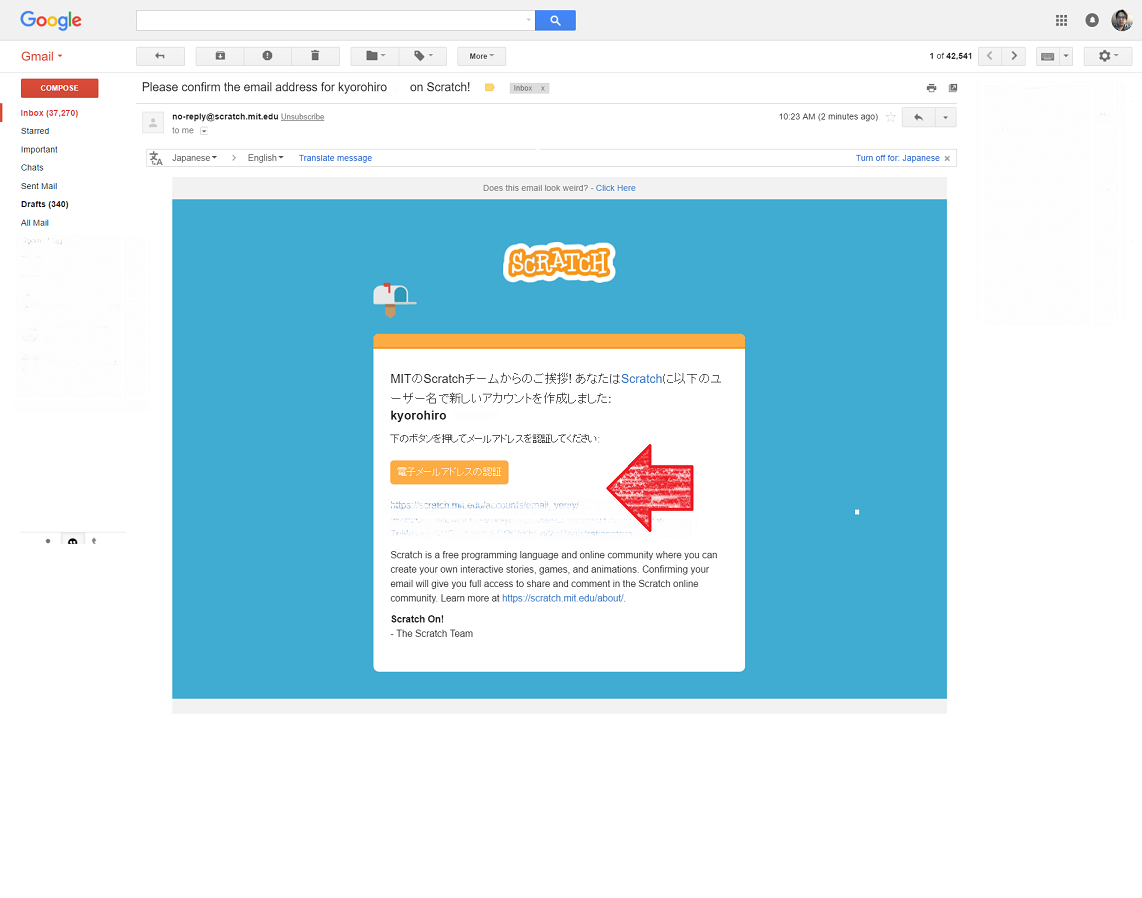 Google
Gmail
More
1 of 42,541
COMPOSE
Inbox (37,270)
Starred
Important
Chats
Sent Mail
Drafts (340)
All Mail
Please confirm the email address for kyorohiro on Scratch!
Inbox x
no-reply@scratch.mit.edu Unsubscribe
10:23 AM (2 minutes ago)
to me
Japanese > English Translate message
Turn off for: Japanese x
Does this email look weird? - Click Here
SCRATCH
MITのScratchチームからのご挨拶! あなたはScratchに以下のユ
ーザー名で新しいアカウントを作成しました:
kyorohiro
下のボタンを押してメールアドレスを認証してください:
電子メールアドレスの認証
https://scratch.mit.edu/accounts/email_verify/
Scratch is a free programming language and online community where you can
create your own interactive stories, games, and animations. Confirming your
email will give you full access to share and comment in the Scratch online
community. Learn more at https://scratch.mit.edu/about/.
Scratch On!
- The Scratch Team